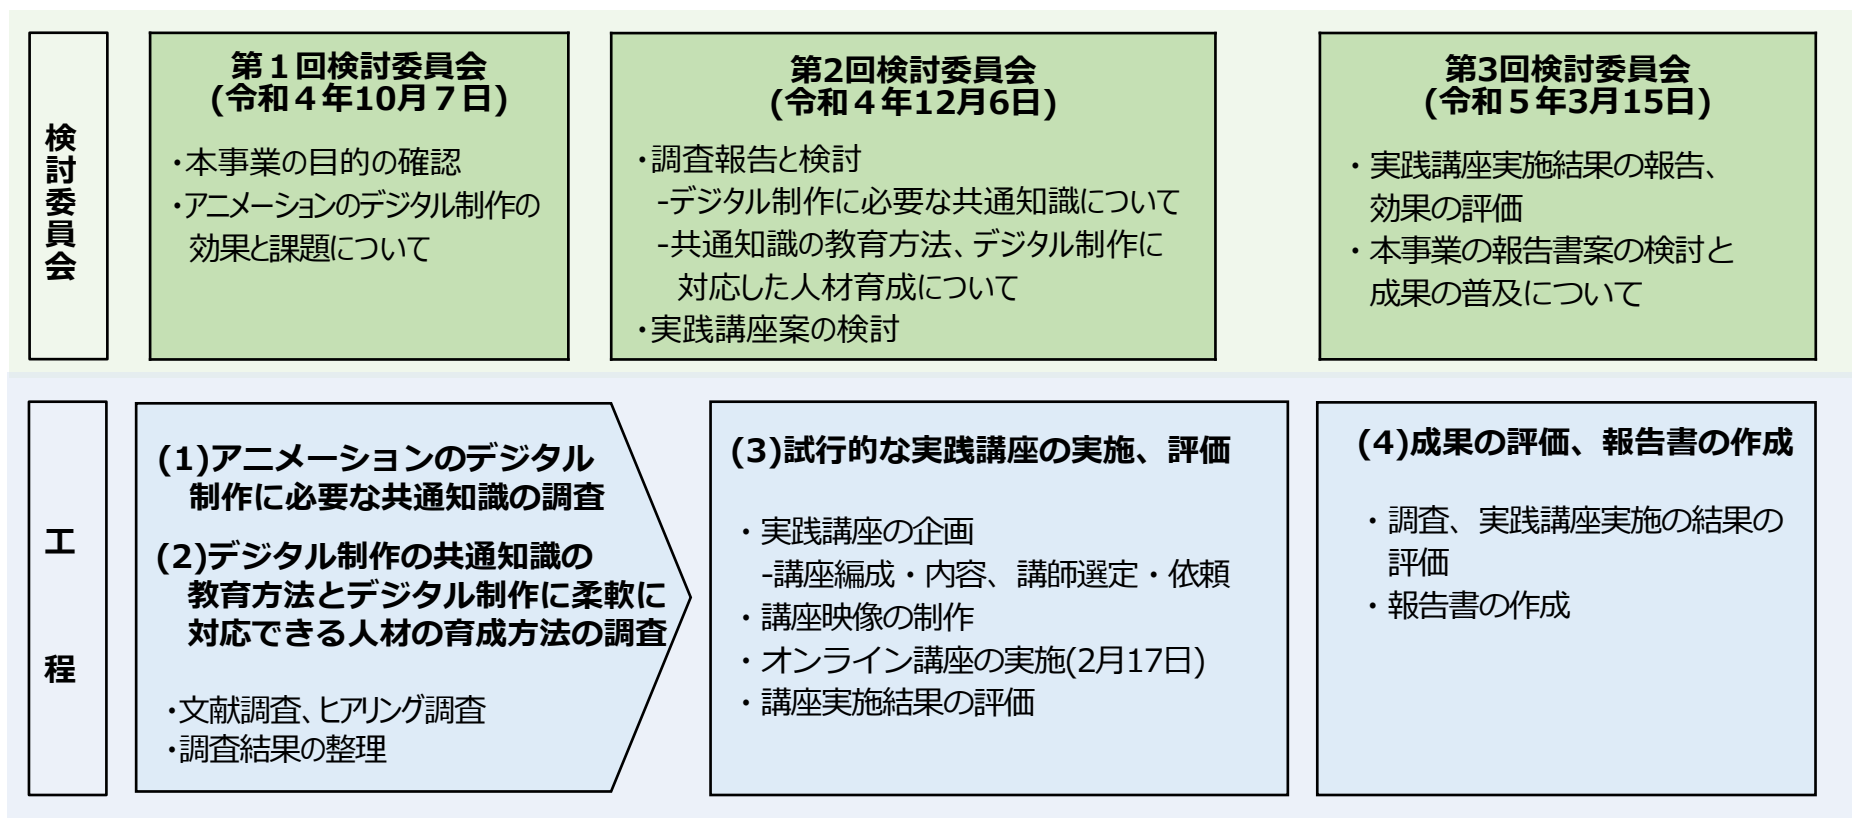 検討委員会
第１回検討委員会
(令和４年10月７日)
・本事業の目的の確認
・アニメーションのデジタル制作の
効果と課題について
第2回検討委員会
(令和４年12月6日)
・調査報告と検討
-デジタル制作に必要な共通知識について
-共通知識の教育方法、デジタル制作に
対応した人材育成について
・実践講座案の検討
第3回検討委員会
(令和５年3月15日)
・実践講座実施結果の報告、
効果の評価
・本事業の報告書案の検討と
成果の普及について
工程
(1)アニメーションのデジタル
制作に必要な共通知識の調査
(2)デジタル制作の共通知識の
教育方法とデジタル制作に柔軟に
対応できる人材の育成方法の調査
・文献調査、ヒアリング調査
・調査結果の整理
(3)試行的な実践講座の実施、評価
・実践講座の企画
-講座編成・内容、講師選定・依頼
・講座映像の制作
・オンライン講座の実施(2月17日)
・講座実施結果の評価
(4)成果の評価、報告書の作成
・調査、実践講座実施の結果の
評価
・報告書の作成